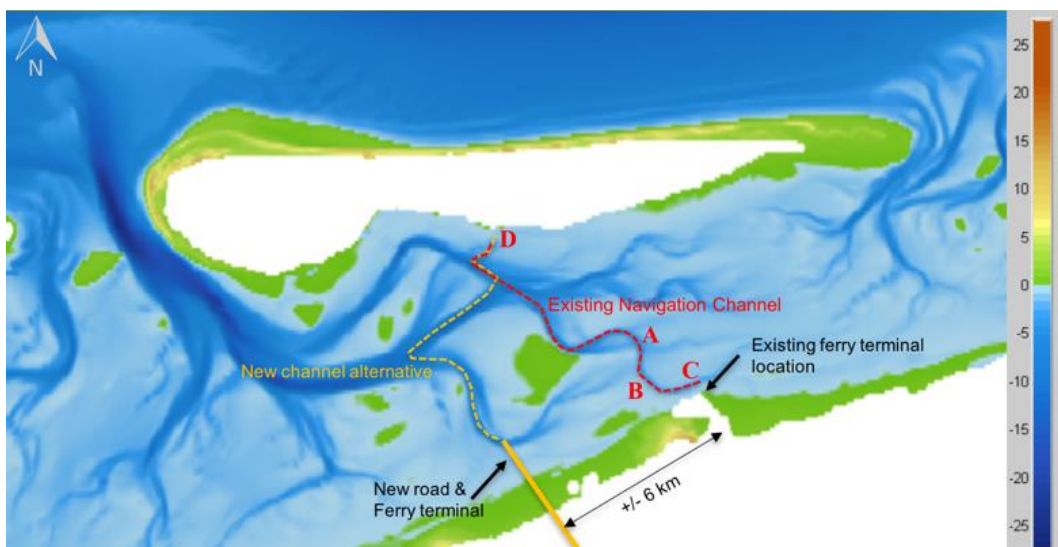 N
D
Existing Navigation Channel
A
Existing ferry terminal
location
New channel alternative
B
C
New road &
Ferry terminal
+/- 6 km
25
20
15
10
5
0
-5
-10
-15
-20
-25